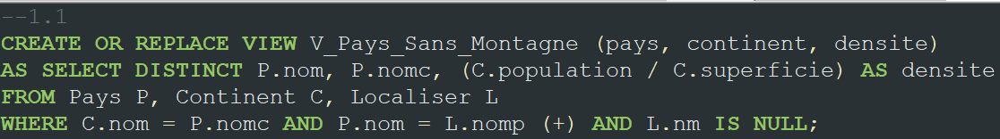 --1.1
CREATE OR REPLACE VIEW V_Pays_Sans_Montagne (pays, continent, densite)
AS SELECT DISTINCT P.nom, P.nomc, (C.population / C.superficie) AS densite
FROM Pays P, Continent C, Localiser L
WHERE C.nom = P.nomc AND P.nom = L.nomp (+) AND L.nm IS NULL;